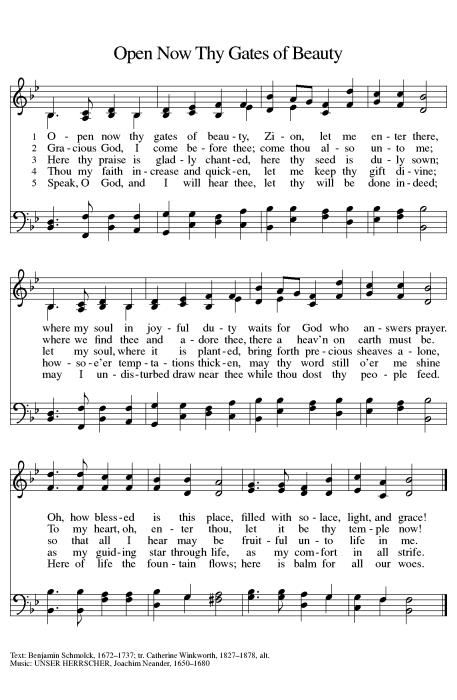 Open Now Thy Gates of Beauty
1 O - pen now thy gates of beau - ty, Zi - on, let me en - ter there,
2 Gra - cious God, I come be - fore thee; come thou al - so un - to me;
3 Here thy praise is glad - ly chant - ed, here thy seed is du - ly sown;
4 Thou my faith in - crease and quick - en, let me keep thy gift di - vine;
5 Speak, O God, and I will hear thee, let thy will be done in - deed;
where my soul in joy - ful du - ty waits for God who an - swers prayer.
where we find thee and a - dore thee, there a heav'n on earth must be.
let my soul, where it is plant - ed, bring forth pre - cious sheaves a - lone,
how - so - e'er temp - ta - tions thick - en, may thy word still o'er me shine
may I un - dis - turbed draw near thee while thou dost thy peo - ple feed.
Oh, how bless - ed is this place, filled with sol - ace, light, and grace!
To my heart, oh, en - ter thou, let it be thy tem - ple now!
so that all I hear may be fruit - ful un - to life in me.
as my guid - ing star through life, as my com - fort in all strife.
Here of life the foun - tain flows; here is balm for all our woes.
Text: Benjamin Schmolck, 1672–1737; tr. Catherine Winkworth, 1827–1878, alt.
Music: UNSER HERRSCHER, Joachim Neander, 1650–1680